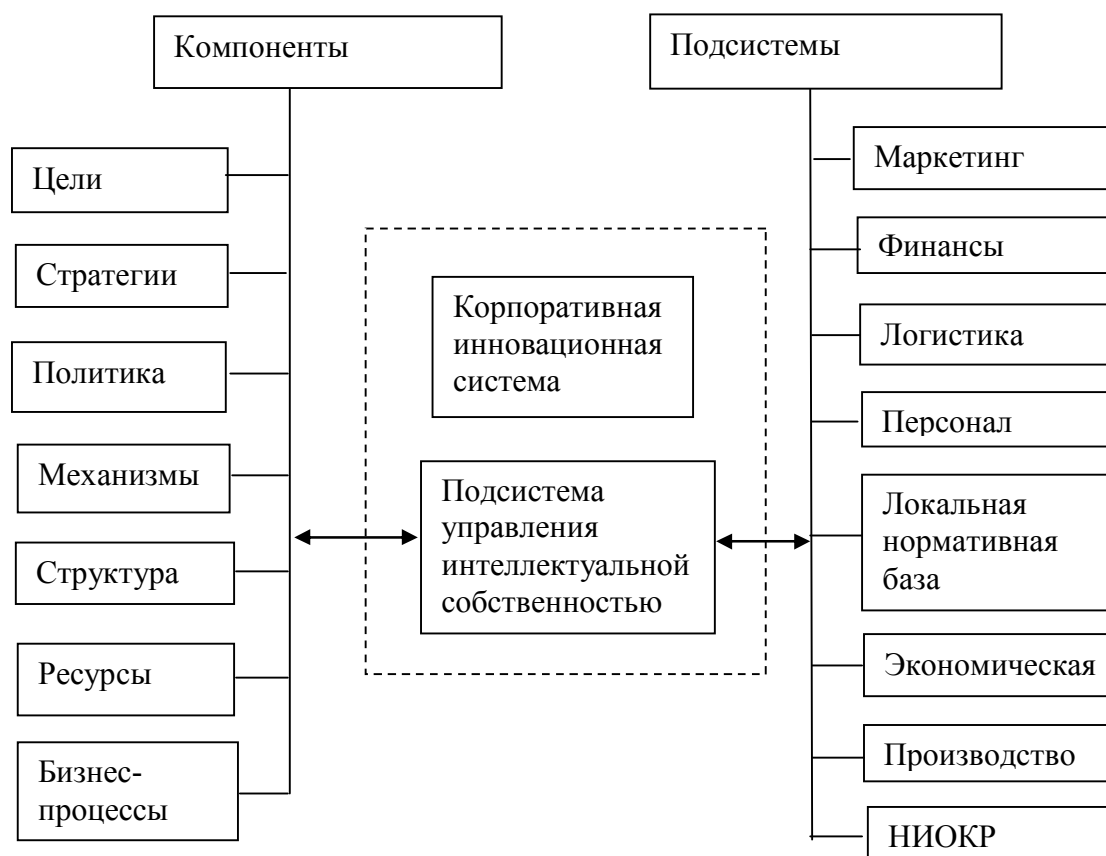 Компоненты
Подсистемы
Цели
Стратегии
Политика
Механизмы
Структура
Ресурсы
Бизнес-
процессы
Корпоративная
инновационная
система
Подсистема
управления
интеллектуальной
собственностью
Маркетинг
Финансы
Логистика
Персонал
Локальная
нормативная
база
Экономическая
Производство
НИОКР